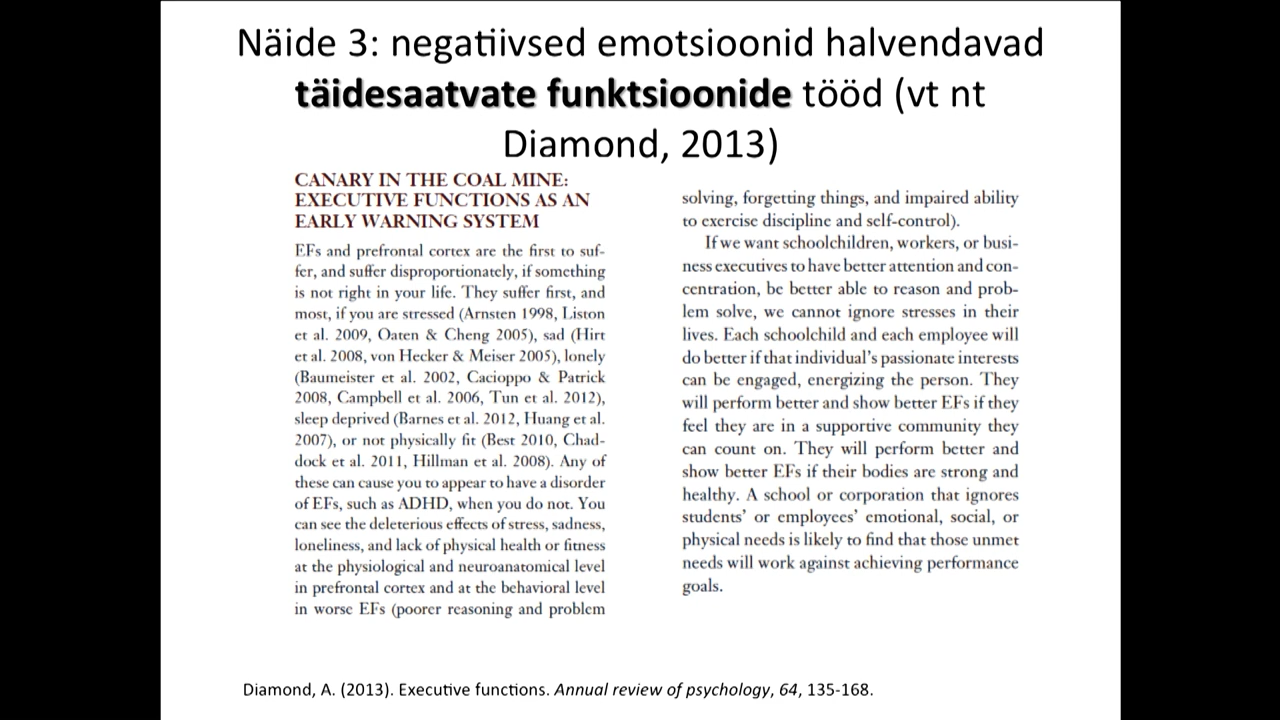 Näide 3: negatiivsed emotsioonid halvendavad
täidesaatvate funktsioonide tööd (vt nt
Diamond, 2013)
CANARY IN THE COAL MINE:
EXECUTIVE FUNCTIONS AS AN
EARLY WARNING SYSTEM
EFs and prefrontal cortex are the first to suf-
fer, and suffer disproportionately, if something
is not right in your life. They suffer first, and
most, if you are stressed (Arnsten 1998, Liston
et al. 2009, Oaten & Cheng 2005), sad (Hirt
et al. 2008, von Hecker & Meiser 2005), lonely
(Baumeister et al. 2002, Cacioppo & Patrick
2008, Campbell et al. 2006, Tun et al. 2012),
sleep deprived (Barnes et al. 2012, Huang et al.
2007), or not physically fit (Best 2010, Chad-
dock et al. 2011, Hillman et al. 2008). Any of
these can cause you to appear to have a disorder
of EFs, such as ADHD, when you do not. You
can see the deleterious effects of stress, sadness,
loneliness, and lack of physical health or fitness
at the physiological and neuroanatomical level
in prefrontal cortex and at the behavioral level
in worse EFs (poorer reasoning and problem
solving, forgetting things, and impaired ability
to exercise discipline and self-control).
If we want schoolchildren, workers, or busi-
ness executives to have better attention and con-
centration, be better able to reason and prob-
lem solve, we cannot ignore stresses in their
lives. Each schoolchild and each employee will
do better if that individual's passionate interests
can be engaged, energizing the person. They
will perform better and show better EFs if they
feel they are in a supportive community they
can count on. They will perform better and
show better EFs if their bodies are strong and
healthy. A school or corporation that ignores
students' or employees' emotional, social, or
physical needs is likely to find that those unmet
needs will work against achieving performance
goals.
Diamond, A. (2013). Executive functions. Annual review of psychology, 64, 135-168.